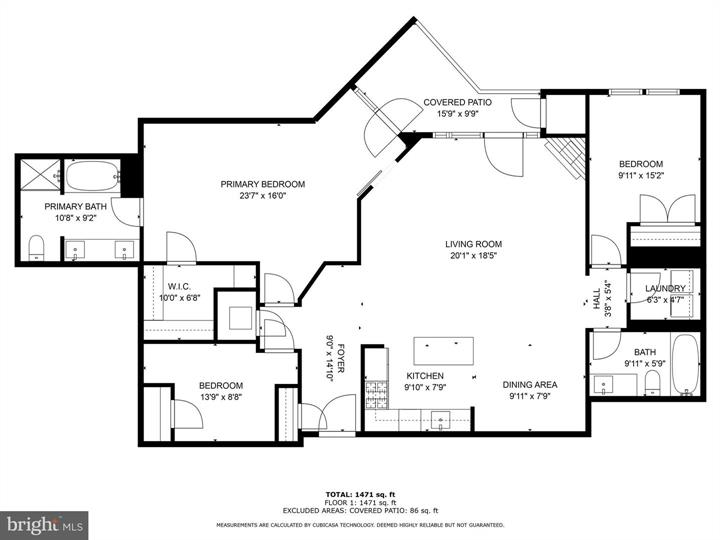 COVERED PATIO
15'9" x 9'9"
BEDROOM
9'11" x 15'2"
PRIMARY BEDROOM
23'7" x 16'0"
PRIMARY BATH
10'8" x 9'2"
LIVING ROOM
20'1" x 18'5"
W.I.C.
10'0" x 6'8"
LAUNDRY
6'3" x 4'7"
HALL
3'8" x 5'4"
FOYER
9'0" x 14'10"
BATH
9'11" x 5'9"
KITCHEN
9'10" x 7'9"
DINING AREA
9'11" x 7'9"
BEDROOM
13'9" x 8'8"
TOTAL: 1471 sq. ft
FLOOR 1: 1471 sq. ft
EXCLUDED AREAS: COVERED PATIO: 86 sq. ft
MEASUREMENTS ARE CALCULATED BY CUBICASA TECHNOLOGY. DEEMED HIGHLY RELIABLE BUT NOT GUARANTEED.
bright MLS